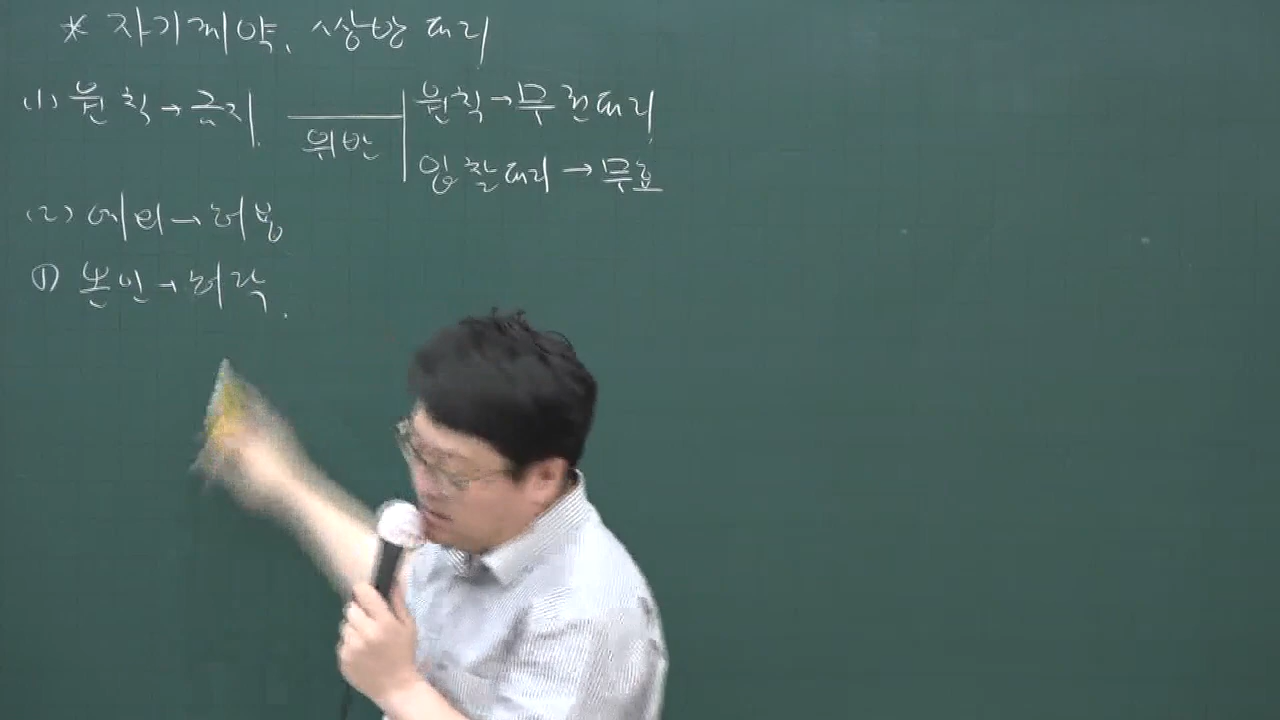 * 자기계약, 쌍방대리
(1) 원칙→금지
위반
원칙→무권대리
입찰대리→무효
(2) 예외→허용
① 본인→허락.